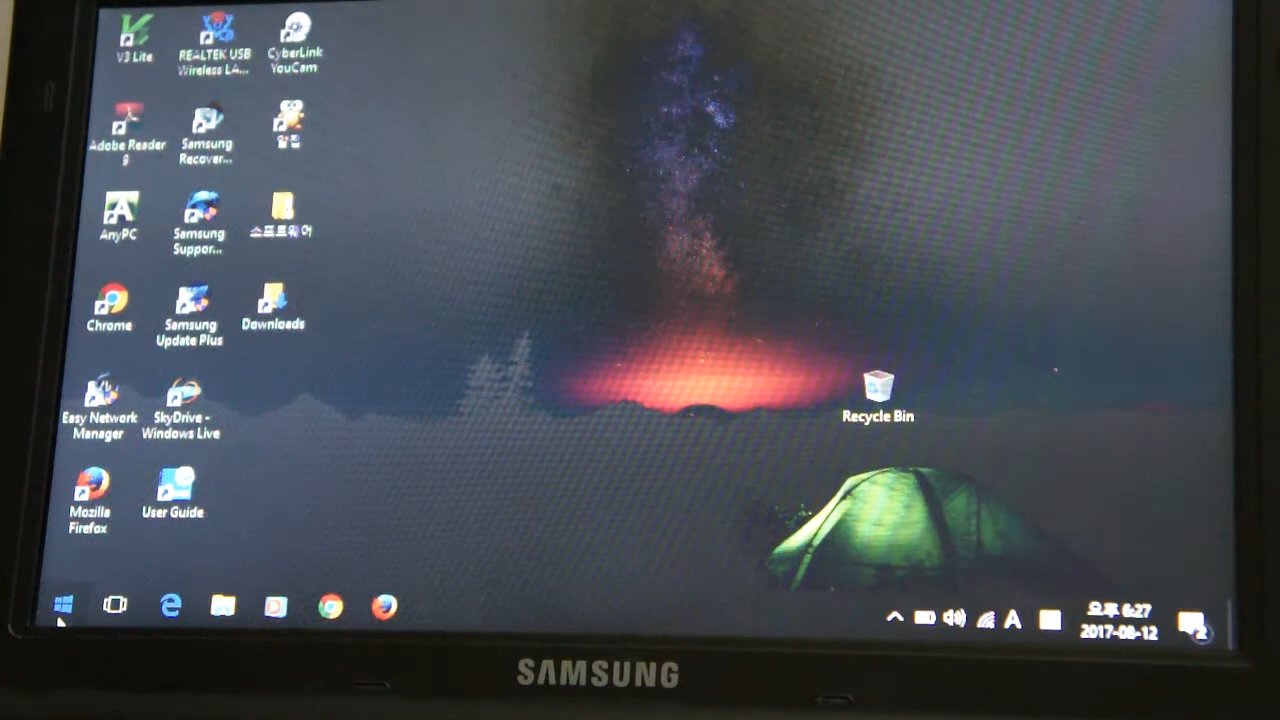 V3 Lite
REALTEK USB
Wireless LA...
CyberLink
YouCam
Adobe Reader
9
Samsung
Recover...
알집
AnyPC
Samsung
Suppor...
소프트웨어
Chrome
Samsung
Update Plus
Downloads
Easy Network
Manager
SkyDrive -
Windows Live
Recycle Bin
Mozilla
Firefox
User Guide
A
오후 6:27
2017-08-12
2
SAMSUNG